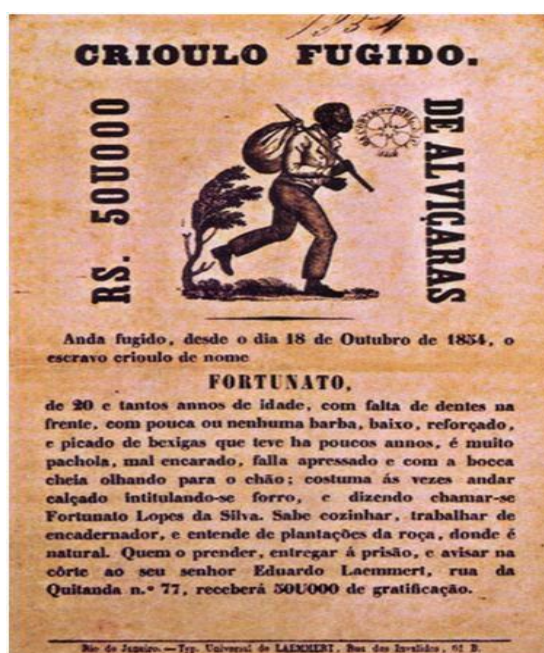 1854
CRIOULO FUGIDO.
RS. 50U000
DE ALVIÇARAS
Anda fugido, desde o dia 18 de Outubro de 1854, o
escravo crioulo de nome
FORTUNATO,
de 20 e tantos annos de idade, com falta de dentes na
frente, com pouca ou nenhuma barba, baixo, reforçado,
e picado de bexigas que teve ha poucos annos, é muito
pachola, mal encarado, falla apressado e com a bocca
cheia olhando para o chão; costuma ás vezes andar
calçado intitulando-se forro, e dizendo chamar-se
Fortunato Lopes da Silva. Sabe cozinhar, trabalhar de
encadernador, e entende de plantações da roça, donde é
natural. Quem o prender, entregar á prisão, e avisar na
côrte ao seu senhor Eduardo Laemmert, rua da
Quitanda n.º 77, receberá 50U000 de gratificação.
Rio de Janeiro. — Typ. Universal de LAEMMERT, Rua dos Invalidos, 61 B.